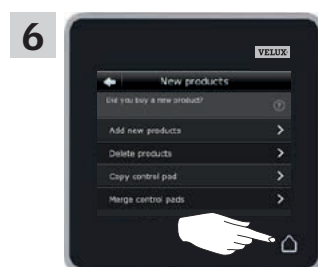 6
VELUX
New products
Did you buy a new product?
Add new products
Delete products
Copy control pad
Merge control pads